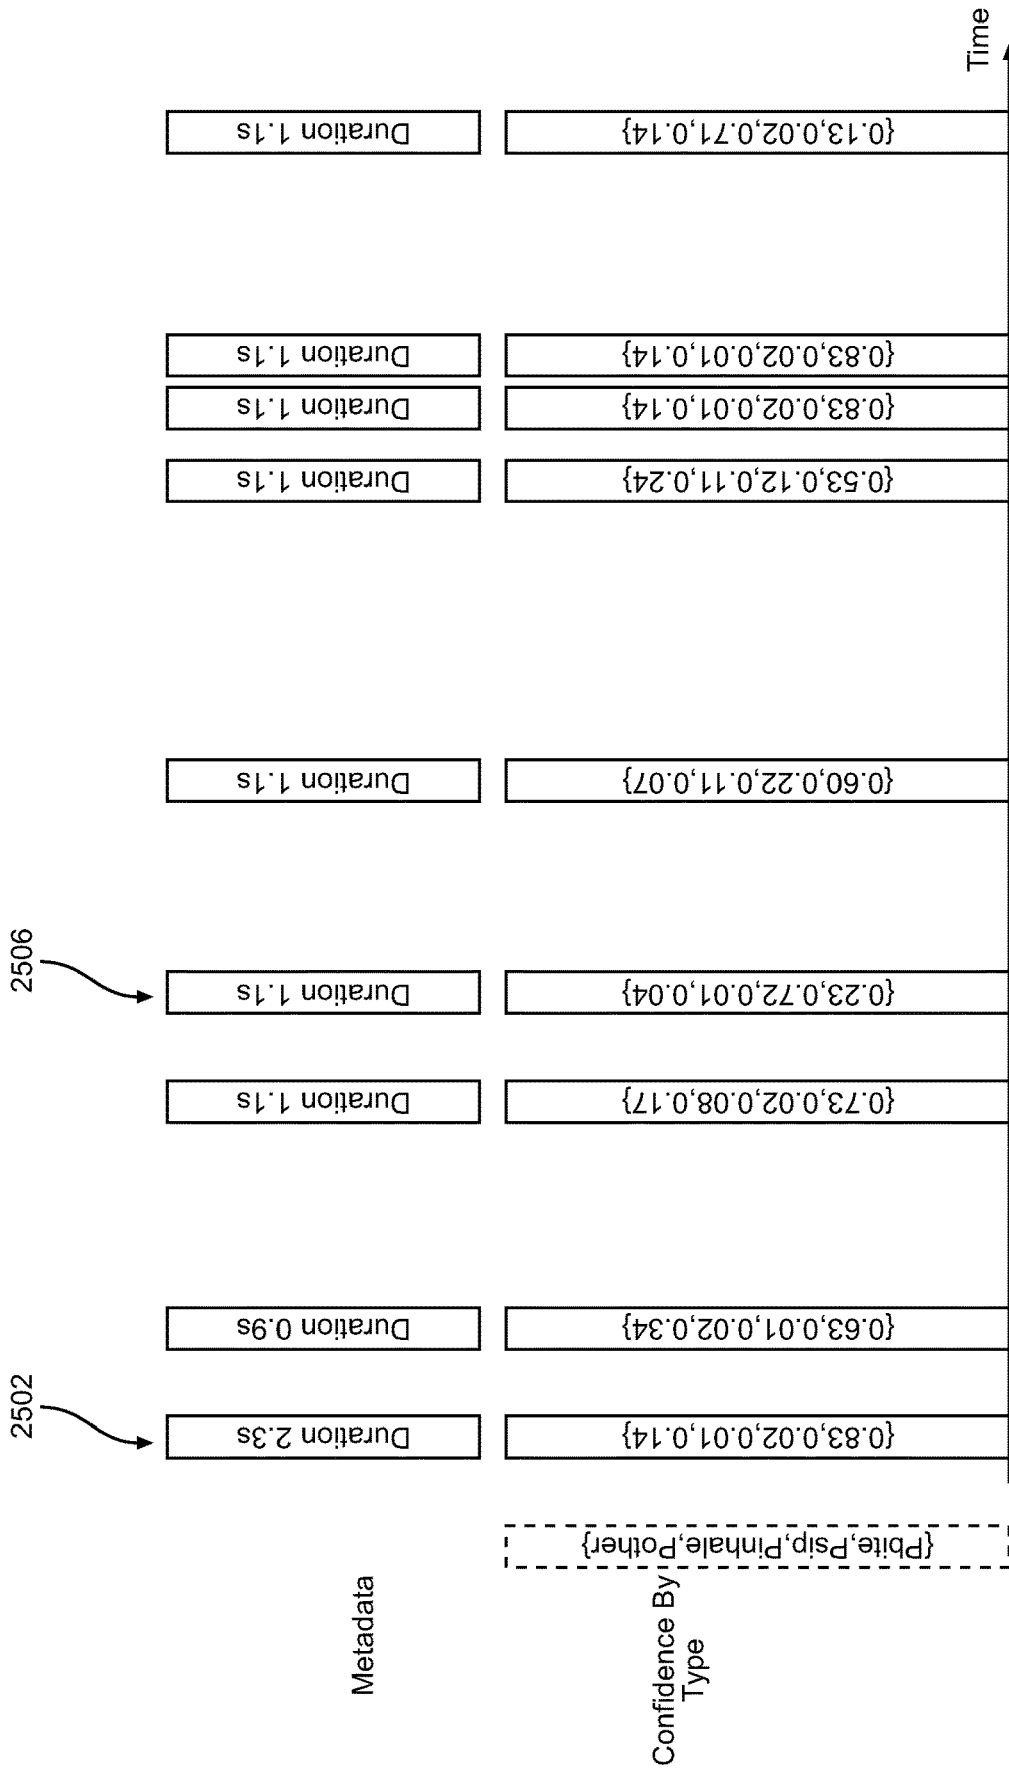 2502
2506
Metadata
Duration 2.3s
Duration 0.9s
Duration 1.1s
Duration 1.1s
Duration 1.1s
Duration 1.1s
Duration 1.1s
Duration 1.1s
Duration 1.1s
Confidence By
Type
{Pbite,Psip,Pinhale,Pother}
{0.83,0.02,0.01,0.14}
{0.63,0.01,0.02,0.34}
{0.73,0.02,0.08,0.17}
{0.23,0.72,0.01,0.04}
{0.60,0.22,0.11,0.07}
{0.53,0.12,0.11,0.24}
{0.83,0.02,0.01,0.14}
{0.83,0.02,0.01,0.14}
{0.13,0.02,0.71,0.14}
Time